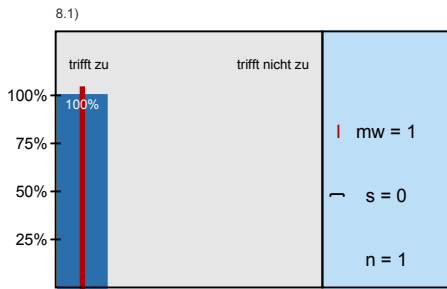 8.1)
trifft zu trifft nicht zu
100%
100%
75%
50%
25%
mw = 1
s = 0
n = 1